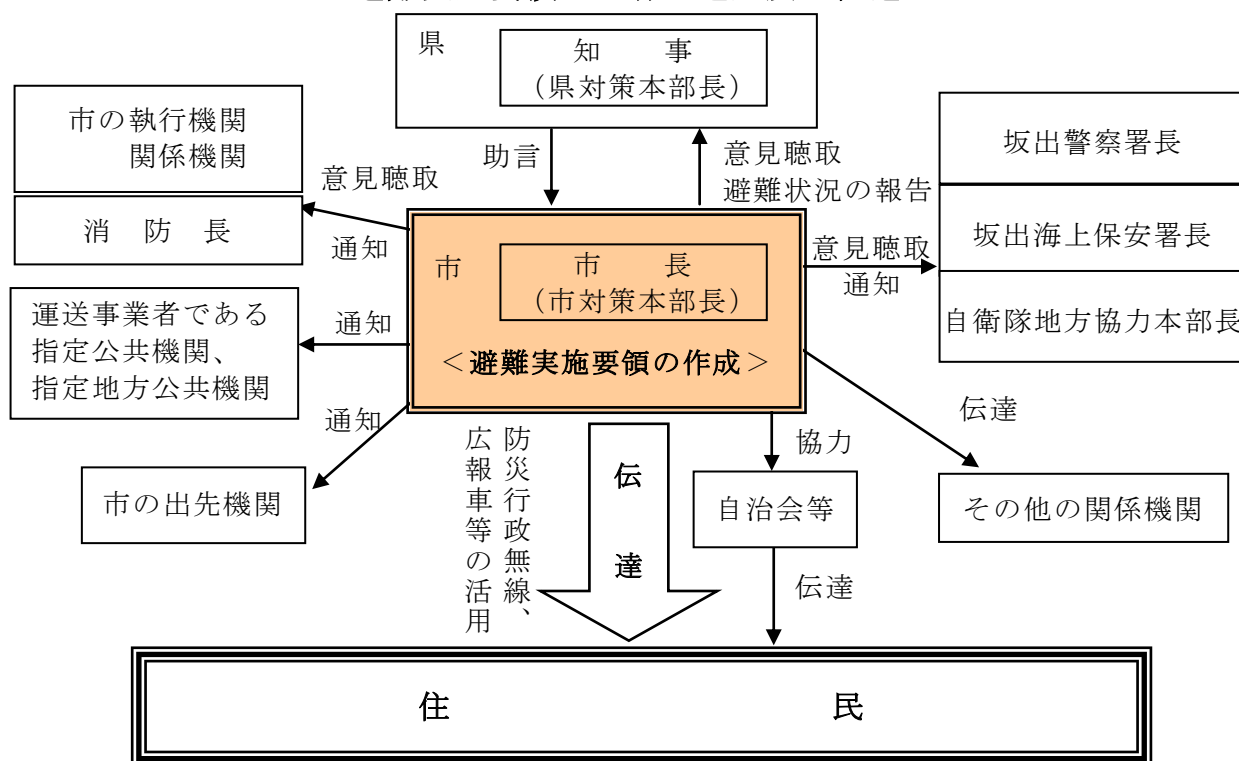 県
知　事
（県対策本部長）
市の執行機関
関係機関
消　防　長
助言
意見聴取
避難状況の報告
坂出警察署長
坂出海上保安署長
自衛隊地方協力本部長
意見聴取
通知
市
市　長
（市対策本部長）
＜避難実施要領の作成＞
意見聴取
通知
運送事業者である
指定公共機関、
指定地方公共機関
通知
通知
市の出先機関
防災行政無線、
広報車等の活用
伝達
協力
自治会等
伝達
伝達
その他の関係機関
住　民